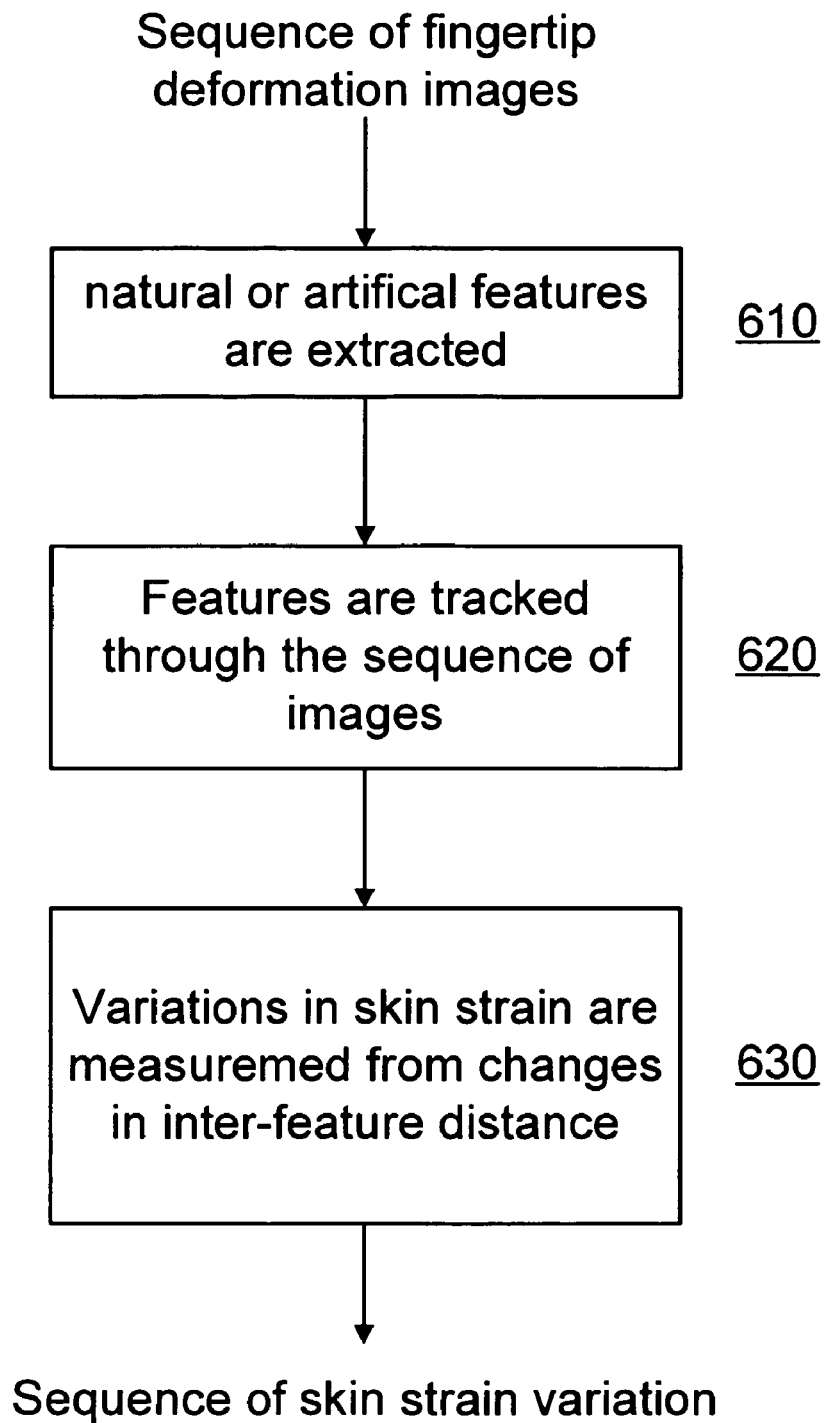 Sequence of fingertip
deformation images
natural or artifical features
are extracted
610
Features are tracked
through the sequence of
images
620
Variations in skin strain are
measuremed from changes
in inter-feature distance
630
Sequence of skin strain variation